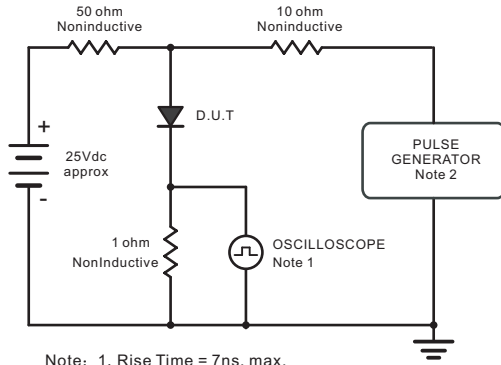 50 ohm
Noninductive
10 ohm
Noninductive
D.U.T
+
25Vdc
approx
-
PULSE
GENERATOR
Note 2
1 ohm
NonInductive
OSCILLOSCOPE
Note 1
Note: 1. Rise Time = 7ns, max.